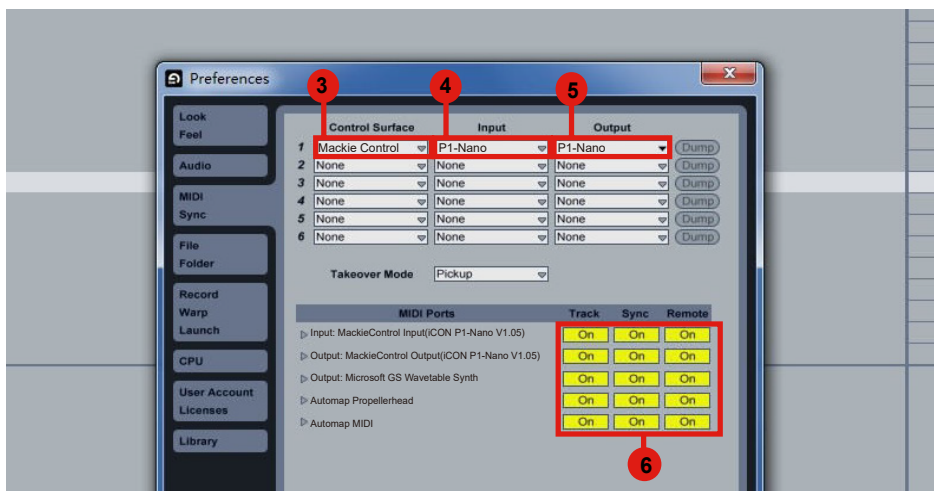 Preferences
3 4 5
Look
Feel
Audio
MIDI
Sync
File
Folder
Record
Warp
Launch
CPU
User Account
Licenses
Library
Control Surface Input Output
1 Mackie Control P1-Nano P1-Nano Dump
2 None None None Dump
3 None None None Dump
4 None None None Dump
5 None None None Dump
6 None None None Dump
Takeover Mode Pickup
MIDI Ports Track Sync Remote
Input: MackieControl Input(iCON P1-Nano V1.05) On On On
Output: MackieControl Output(iCON P1-Nano V1.05) On On On
Output: Microsoft GS Wavetable Synth On On On
Automap Propellerhead On On On
Automap MIDI On On On
6